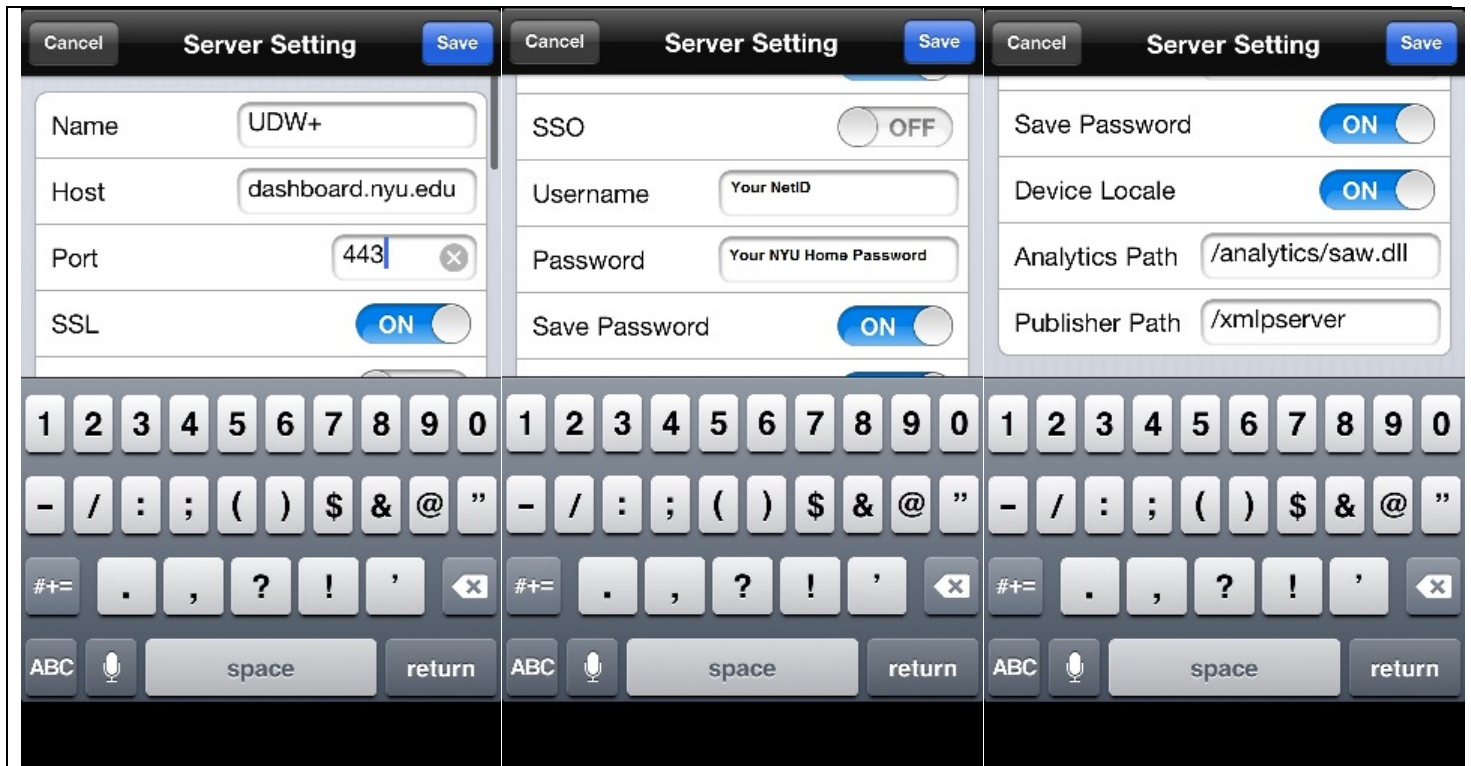 Cancel Server Setting Save
Name UDW+
Host dashboard.nyu.edu
Port 443
SSL ON
1 2 3 4 5 6 7 8 9 0
- / : ; ( ) $ & @ ”
#+= . , ? ! ’
ABC space return
Cancel Server Setting Save
SSO OFF
Username Your NetID
Password Your NYU Home Password
Save Password ON
1 2 3 4 5 6 7 8 9 0
- / : ; ( ) $ & @ ”
#+= . , ? ! ’
ABC space return
Cancel Server Setting Save
Save Password ON
Device Locale ON
Analytics Path /analytics/saw.dll
Publisher Path /xmlpserver
1 2 3 4 5 6 7 8 9 0
- / : ; ( ) $ & @ ”
#+= . , ? ! ’
ABC space return